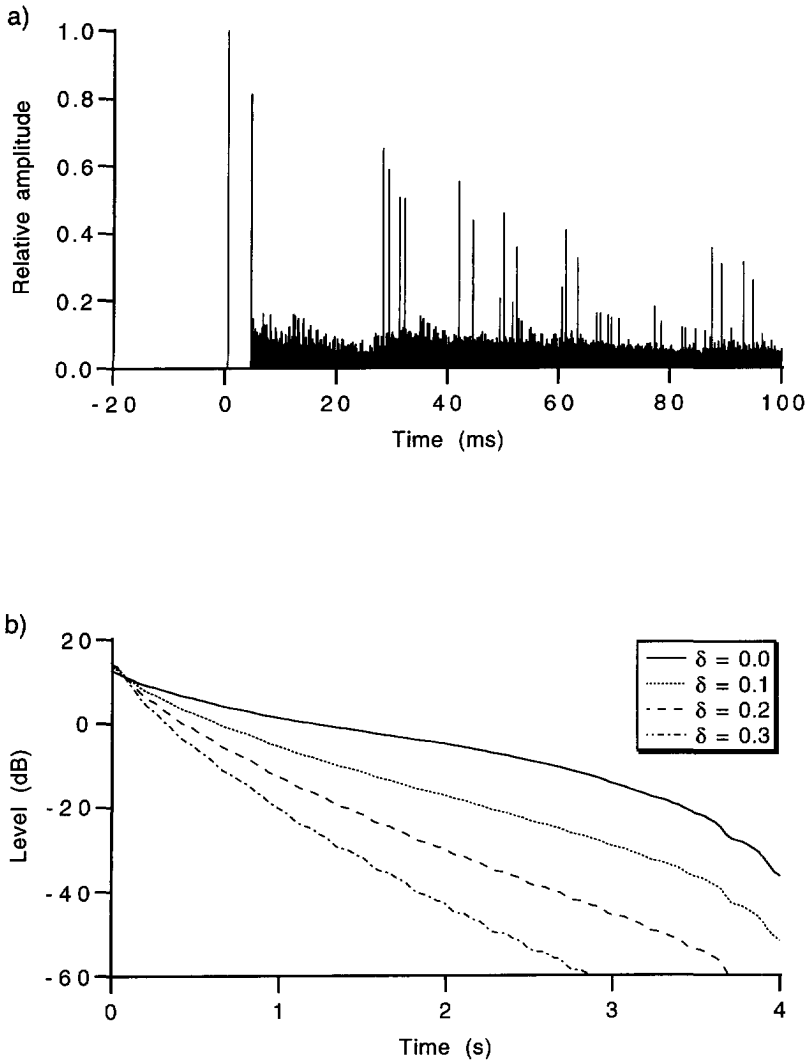 a)
1.0
0.8
0.6
0.4
0.2
0.0
Relative amplitude
-20 0 20 40 60 80 100
Time (ms)
b)
20
0
-20
-40
-60
Level (dB)
δ = 0.0
δ = 0.1
δ = 0.2
δ = 0.3
0 1 2 3 4
Time (s)